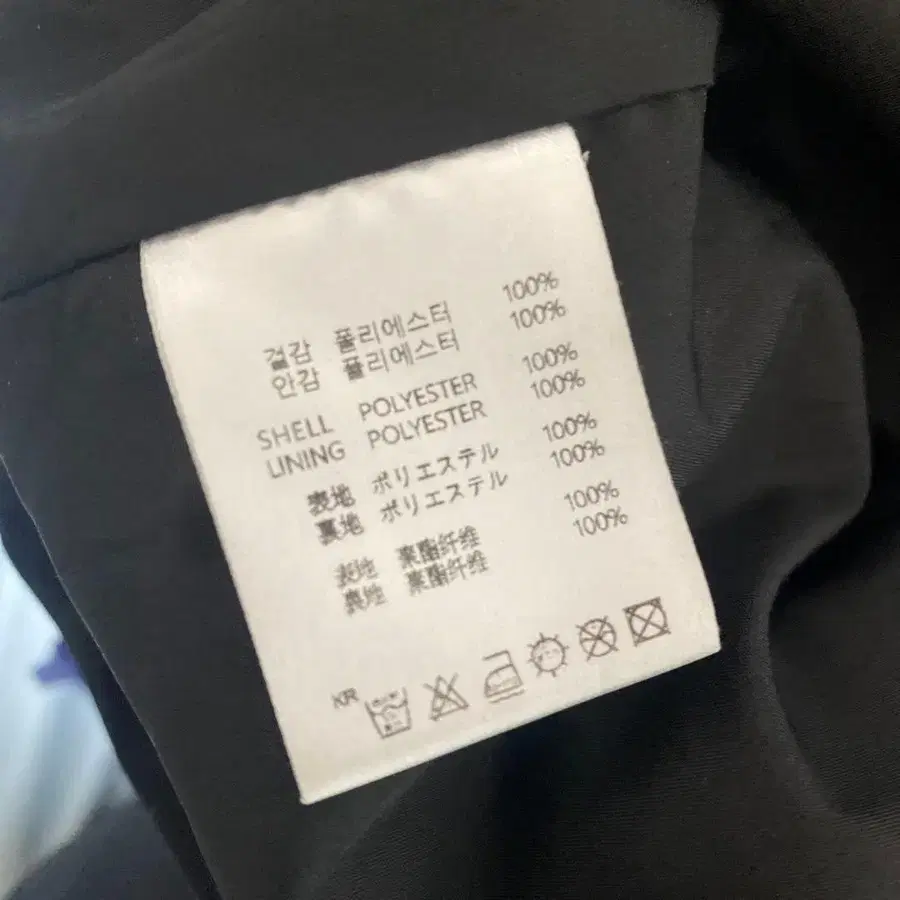 겉감 폴리에스터 100%
안감 폴리에스터 100%
SHELL POLYESTER 100%
LINING POLYESTER 100%
表地 ポリエステル 100%
裏地 ポリエステル 100%
表地 聚酯纤维 100%
裏地 聚酯纤维 100%
KR